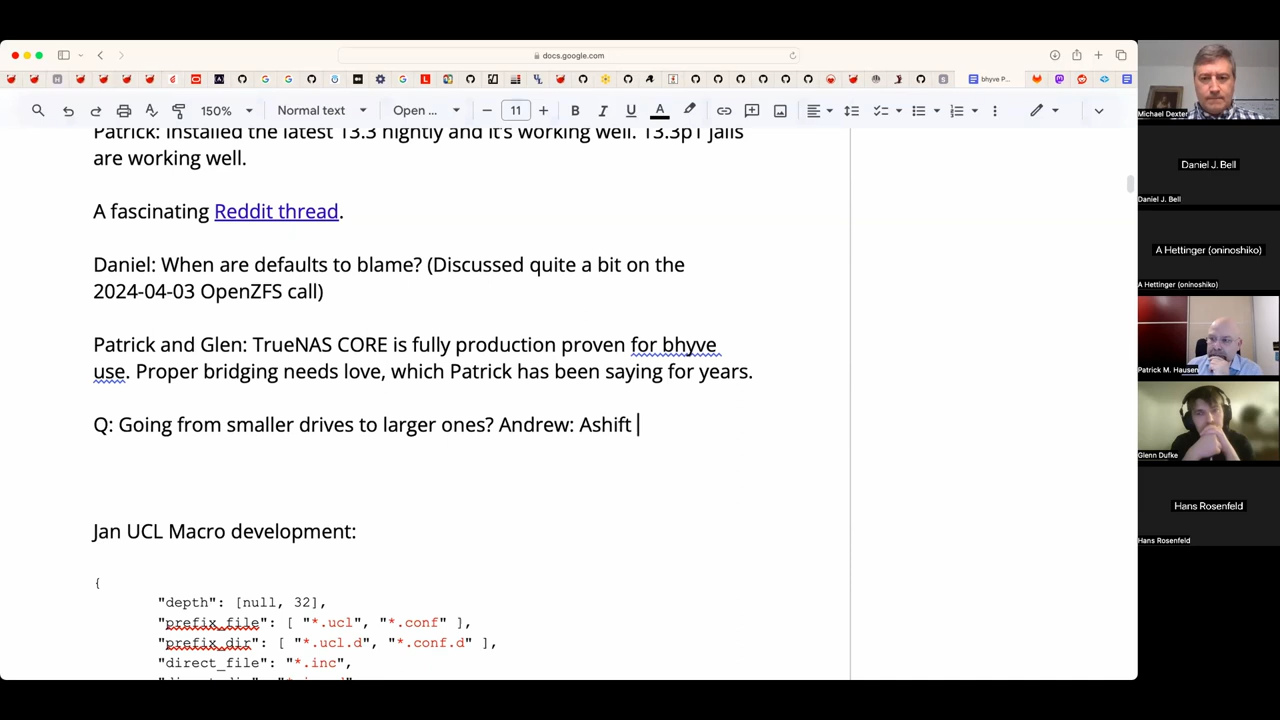 docs.google.com
bhyve P...
150%
Normal text
Open ...
11
Patrick: Installed the latest 13.3 nightly and it's working well. 13.3p1 jails
are working well.
A fascinating Reddit thread.
Daniel: When are defaults to blame? (Discussed quite a bit on the
2024-04-03 OpenZFS call)
Patrick and Glen: TrueNAS CORE is fully production proven for bhyve
use. Proper bridging needs love, which Patrick has been saying for years.
Q: Going from smaller drives to larger ones? Andrew: Ashift
Jan UCL Macro development:
{
"depth": [null, 32],
"prefix_file": [ "*.ucl", "*.conf" ],
"prefix_dir": [ "*.ucl.d", "*.conf.d" ],
"direct_file": "*.inc",
Michael Dexter
Daniel J. Bell
Daniel J. Bell
A Hettinger (oninoshiko)
A Hettinger (oninoshiko)
Patrick M. Hausen
Glenn Dufke
Hans Rosenfeld
Hans Rosenfeld